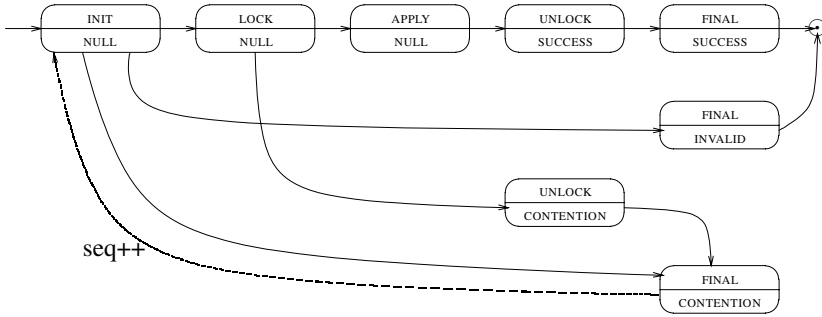 INIT
NULL
LOCK
NULL
APPLY
NULL
UNLOCK
SUCCESS
FINAL
SUCCESS
FINAL
INVALID
UNLOCK
CONTENTION
seq++
FINAL
CONTENTION